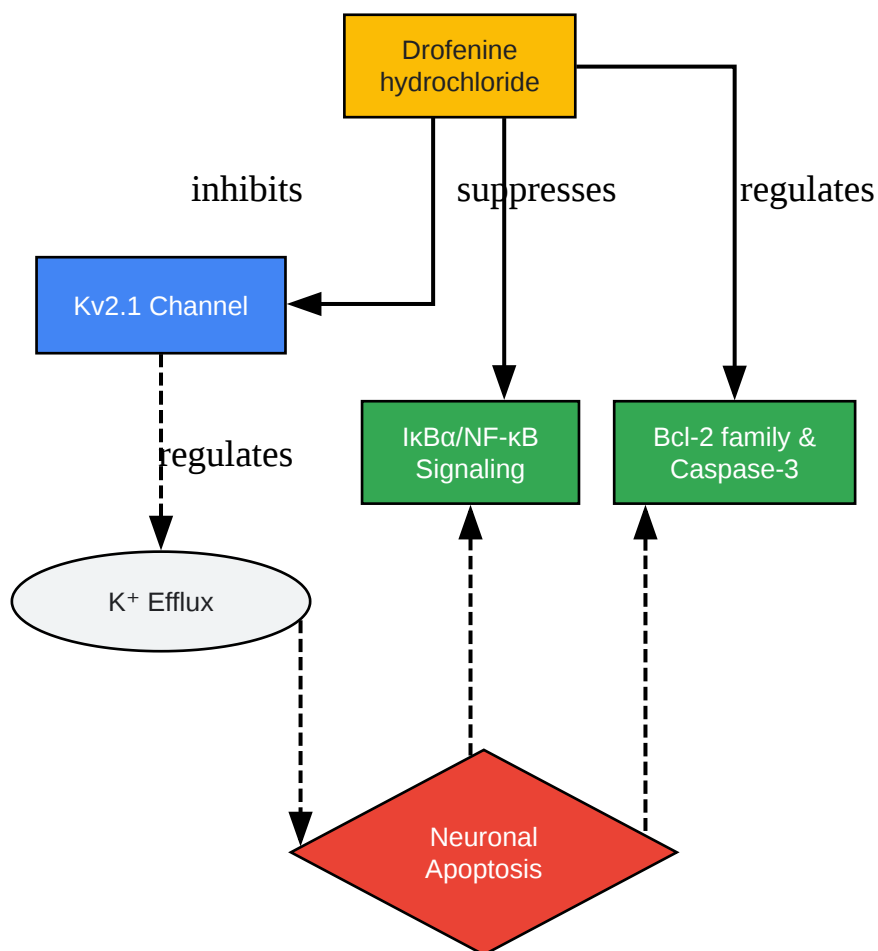 Drofenine
hydrochloride
inhibits
suppresses
regulates
Kv2.1 Channel
IκBα/NF-κB
Signaling
Bcl-2 family &
Caspase-3
regulates
K⁺ Efflux
Neuronal
Apoptosis